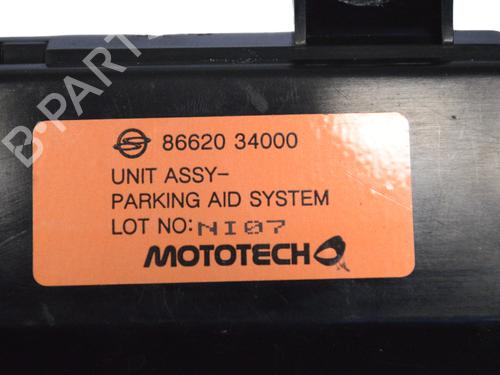 B-PARTS
86620 34000
UNIT ASSY-
PARKING AID SYSTEM
LOT NO: NI07
MOTOTECH